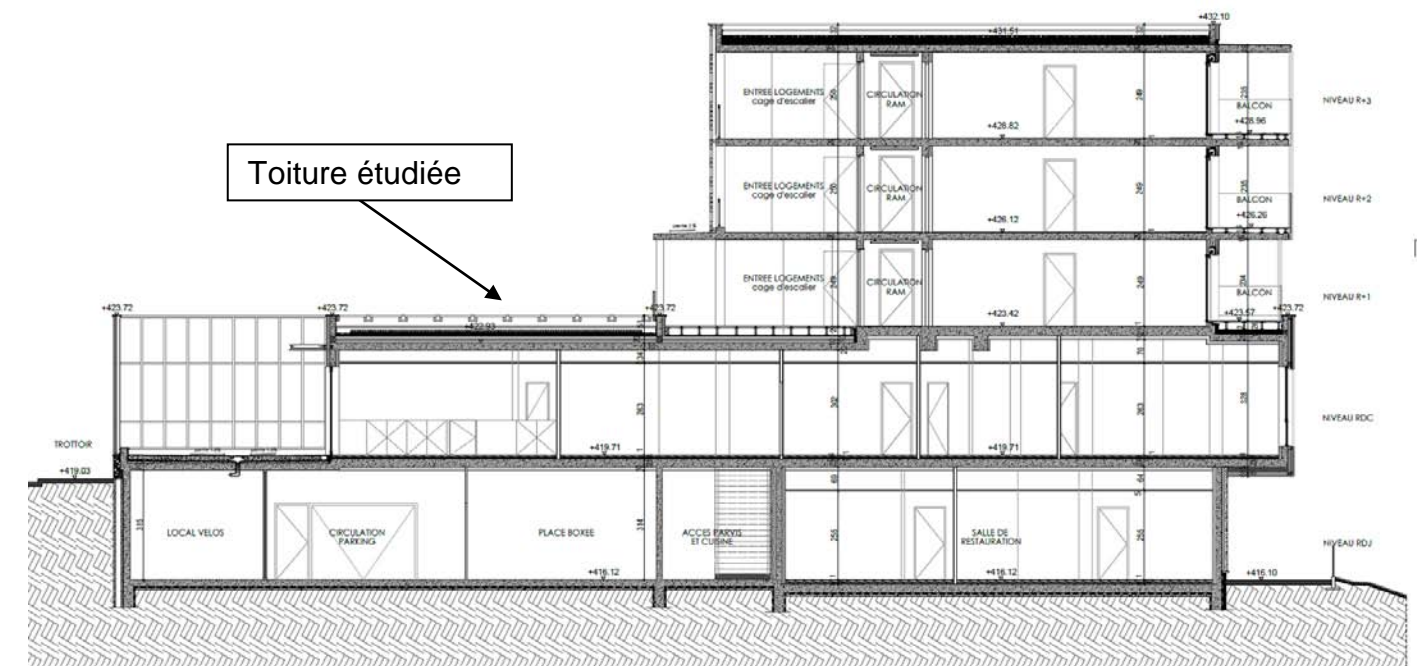 +432.10
+431.51
ENTREE LOGEMENTS
cage d'escalier
CIRCULATION
RAM
BALCON
+428.96
+428.82
NIVEAU R+3
Toiture étudiée
ENTREE LOGEMENTS
cage d'escalier
CIRCULATION
RAM
BALCON
+426.26
+426.12
NIVEAU R+2
ENTREE LOGEMENTS
cage d'escalier
CIRCULATION
RAM
BALCON
NIVEAU R+1
+423.72
+423.72
+423.72
+423.42
+423.57
+423.72
+422.93
NIVEAU RDC
TROTTOIR
+419.03
+419.71
+419.71
LOCAL VELOS
CIRCULATION
PARKING
PLACE BOXEE
ACCES PARVIS
ET CUISINE
SALLE DE
RESTAURATION
NIVEAU RDJ
+416.12
+416.12
+416.10